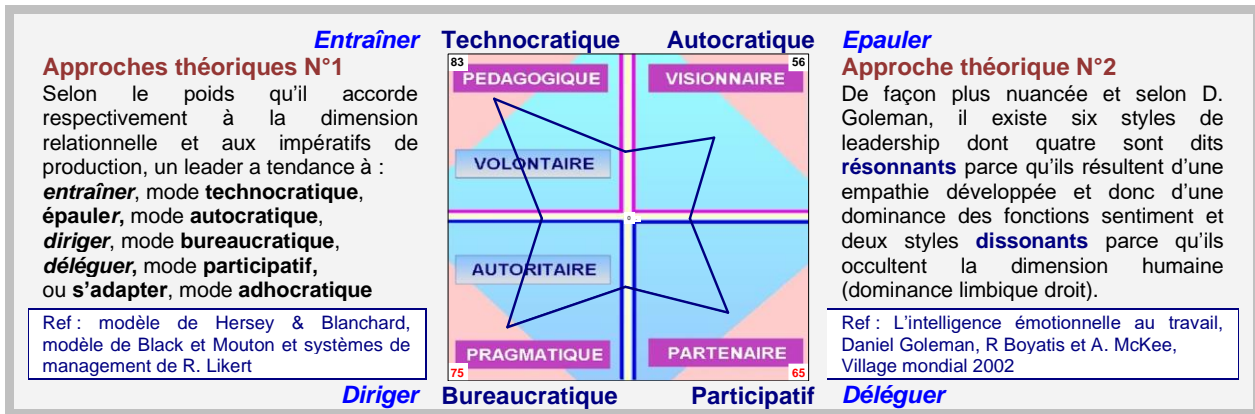 Entraîner Technocratique Autocratique Epauler
Approches théoriques N°1
Selon le poids qu'il accorde
respectivement à la dimension
relationnelle et aux impératifs de
production, un leader a tendance à :
entraîner, mode technocratique,
épauler, mode autocratique,
diriger, mode bureaucratique,
déléguer, mode participatif,
ou s'adapter, mode adhocratique
Ref : modèle de Hersey & Blanchard,
modèle de Black et Mouton et systèmes de
management de R. Likert
83 56
PEDAGOGIQUE VISIONNAIRE
VOLONTAIRE
0
AUTORITAIRE
PRAGMATIQUE PARTENAIRE
75 65
Approche théorique N°2
De façon plus nuancée et selon D.
Goleman, il existe six styles de
leadership dont quatre sont dits
résonnants parce qu'ils résultent d'une
empathie développée et donc d'une
dominance des fonctions sentiment et
deux styles dissonants parce qu'ils
occultent la dimension humaine
(dominance limbique droit).
Ref : L'intelligence émotionnelle au travail,
Daniel Goleman, R Boyatis et A. McKee,
Village mondial 2002
Diriger Bureaucratique Participatif Déléguer